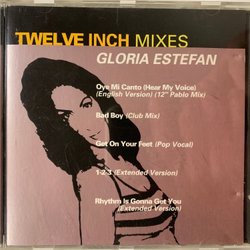 TWELVE INCH MIXES
GLORIA ESTEFAN
Oye Mi Canto (Hear My Voice)
(English Version) (12" Pablo Mix)
Bad Boy (Club Mix)
Get On Your Feet (Pop Vocal)
1-2-3 (Extended Version)
Rhythm Is Gonna Get You
(Extended Version)